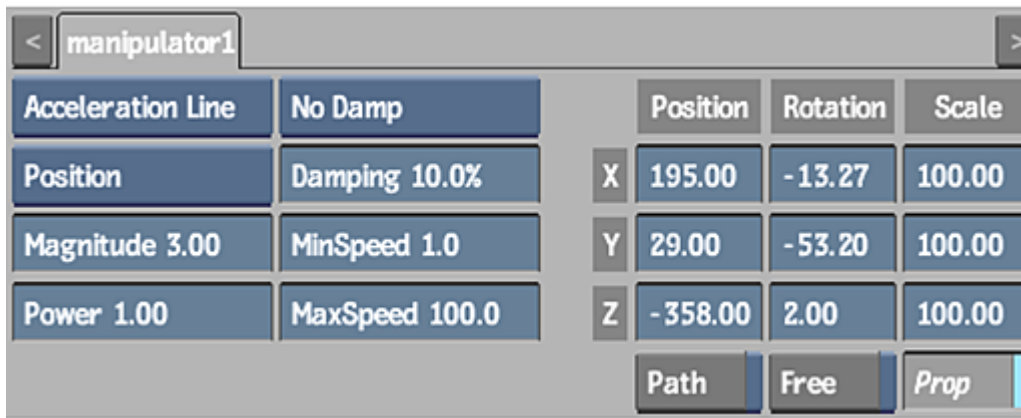 < manipulator1 >
Acceleration Line No Damp Position Rotation Scale
Position Damping 10.0% X 195.00 -13.27 100.00
Magnitude 3.00 MinSpeed 1.0 Y 29.00 -53.20 100.00
Power 1.00 MaxSpeed 100.0 Z -358.00 2.00 100.00
Path Free Prop